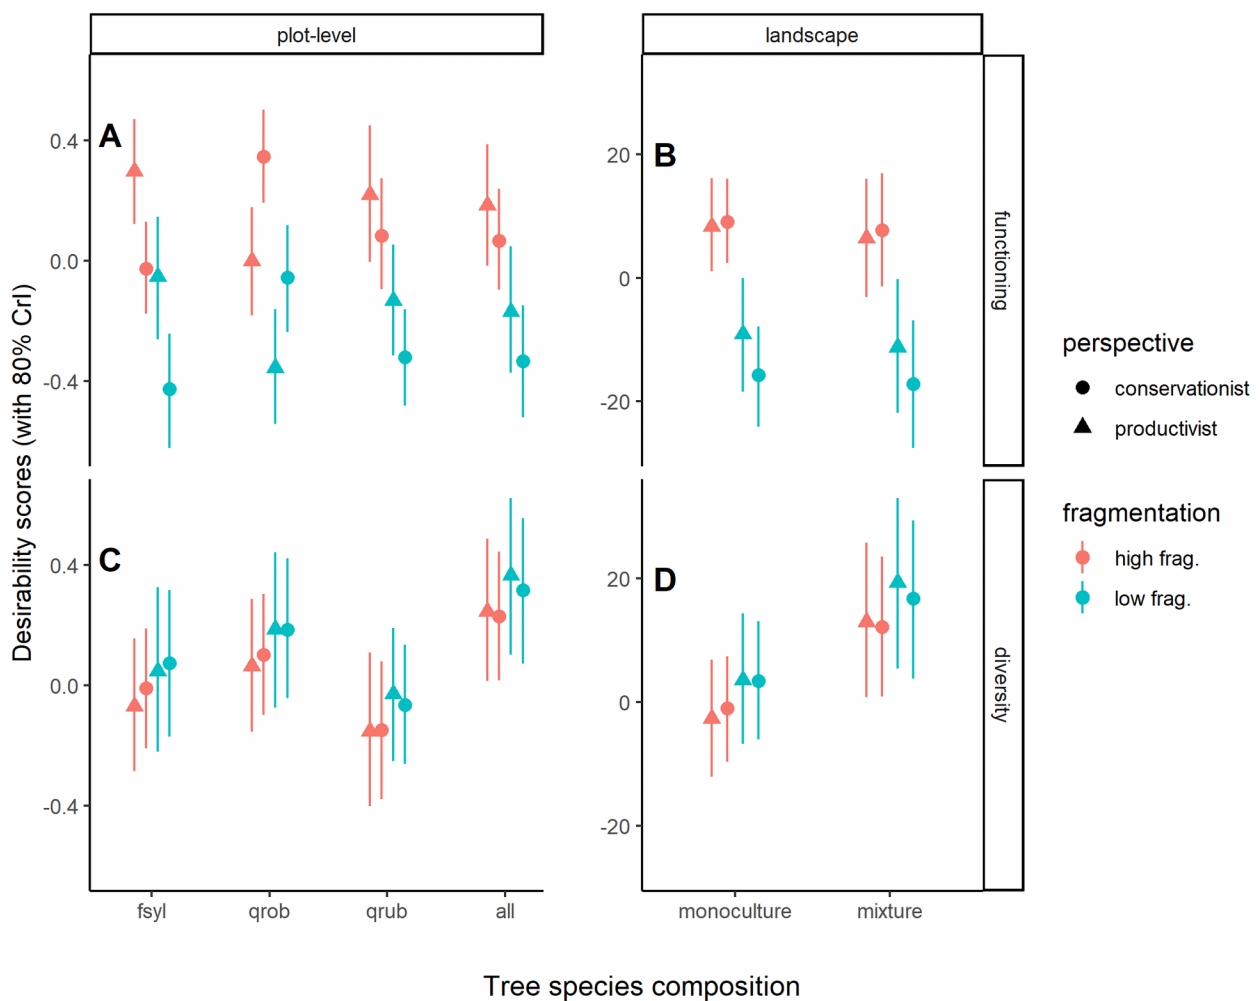 plot-level
landscape
A
B
0.4
0.0
-0.4
20
0
-20
functioning
C
D
0.4
0.0
-0.4
20
0
-20
diversity
fsyl
qrob
qrub
all
monoculture
mixture
Desirability scores (with 80% CrI)
Tree species composition
perspective
conservationist
productivist
fragmentation
high frag.
low frag.